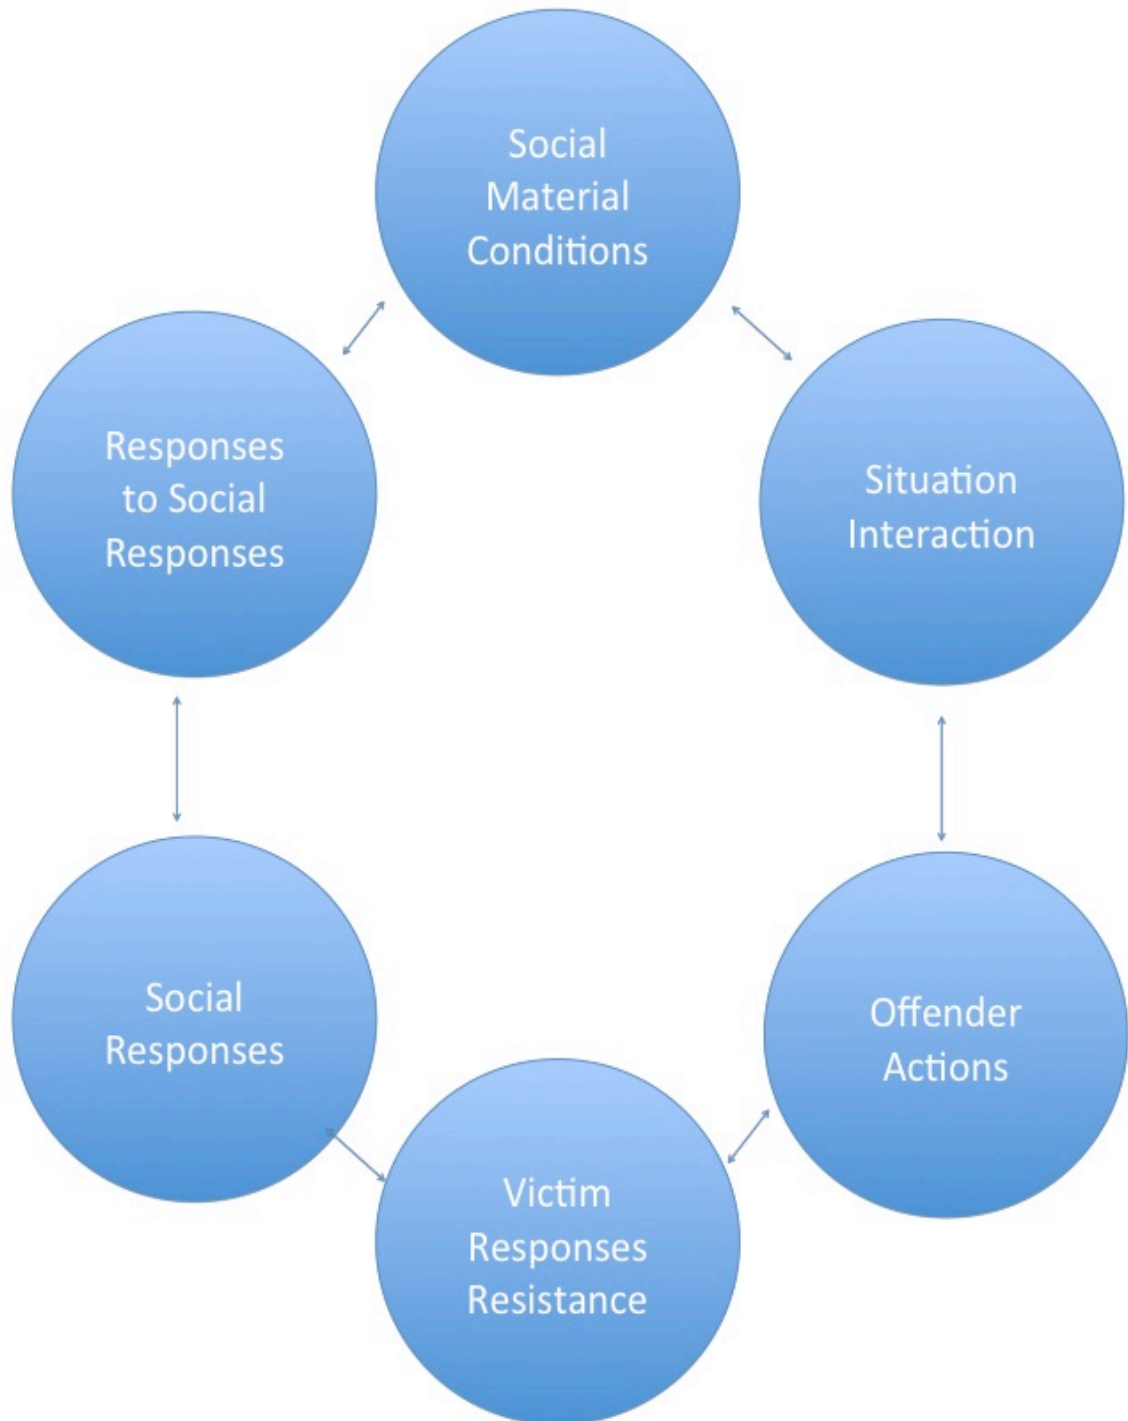 Social
Material
Conditions
Situation
Interaction
Offender
Actions
Victim
Responses
Resistance
Social
Responses
Responses
to Social
Responses